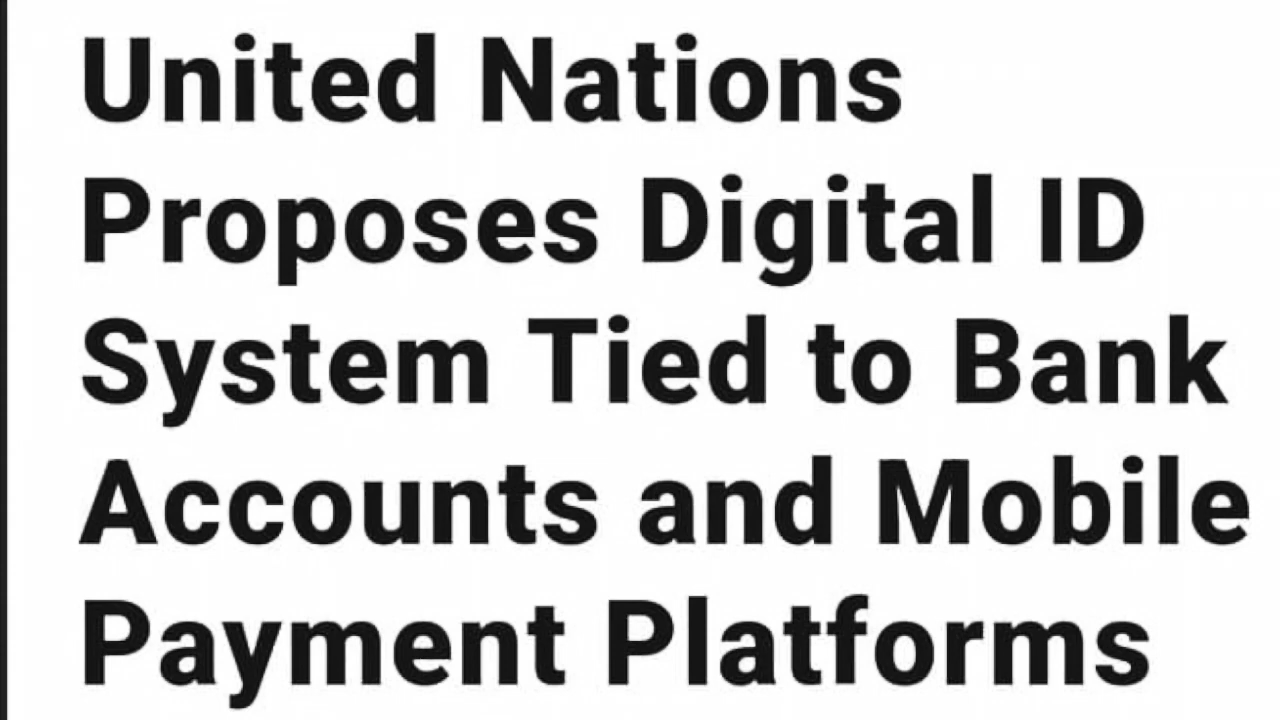 United Nations
Proposes Digital ID
System Tied to Bank
Accounts and Mobile
Payment Platforms